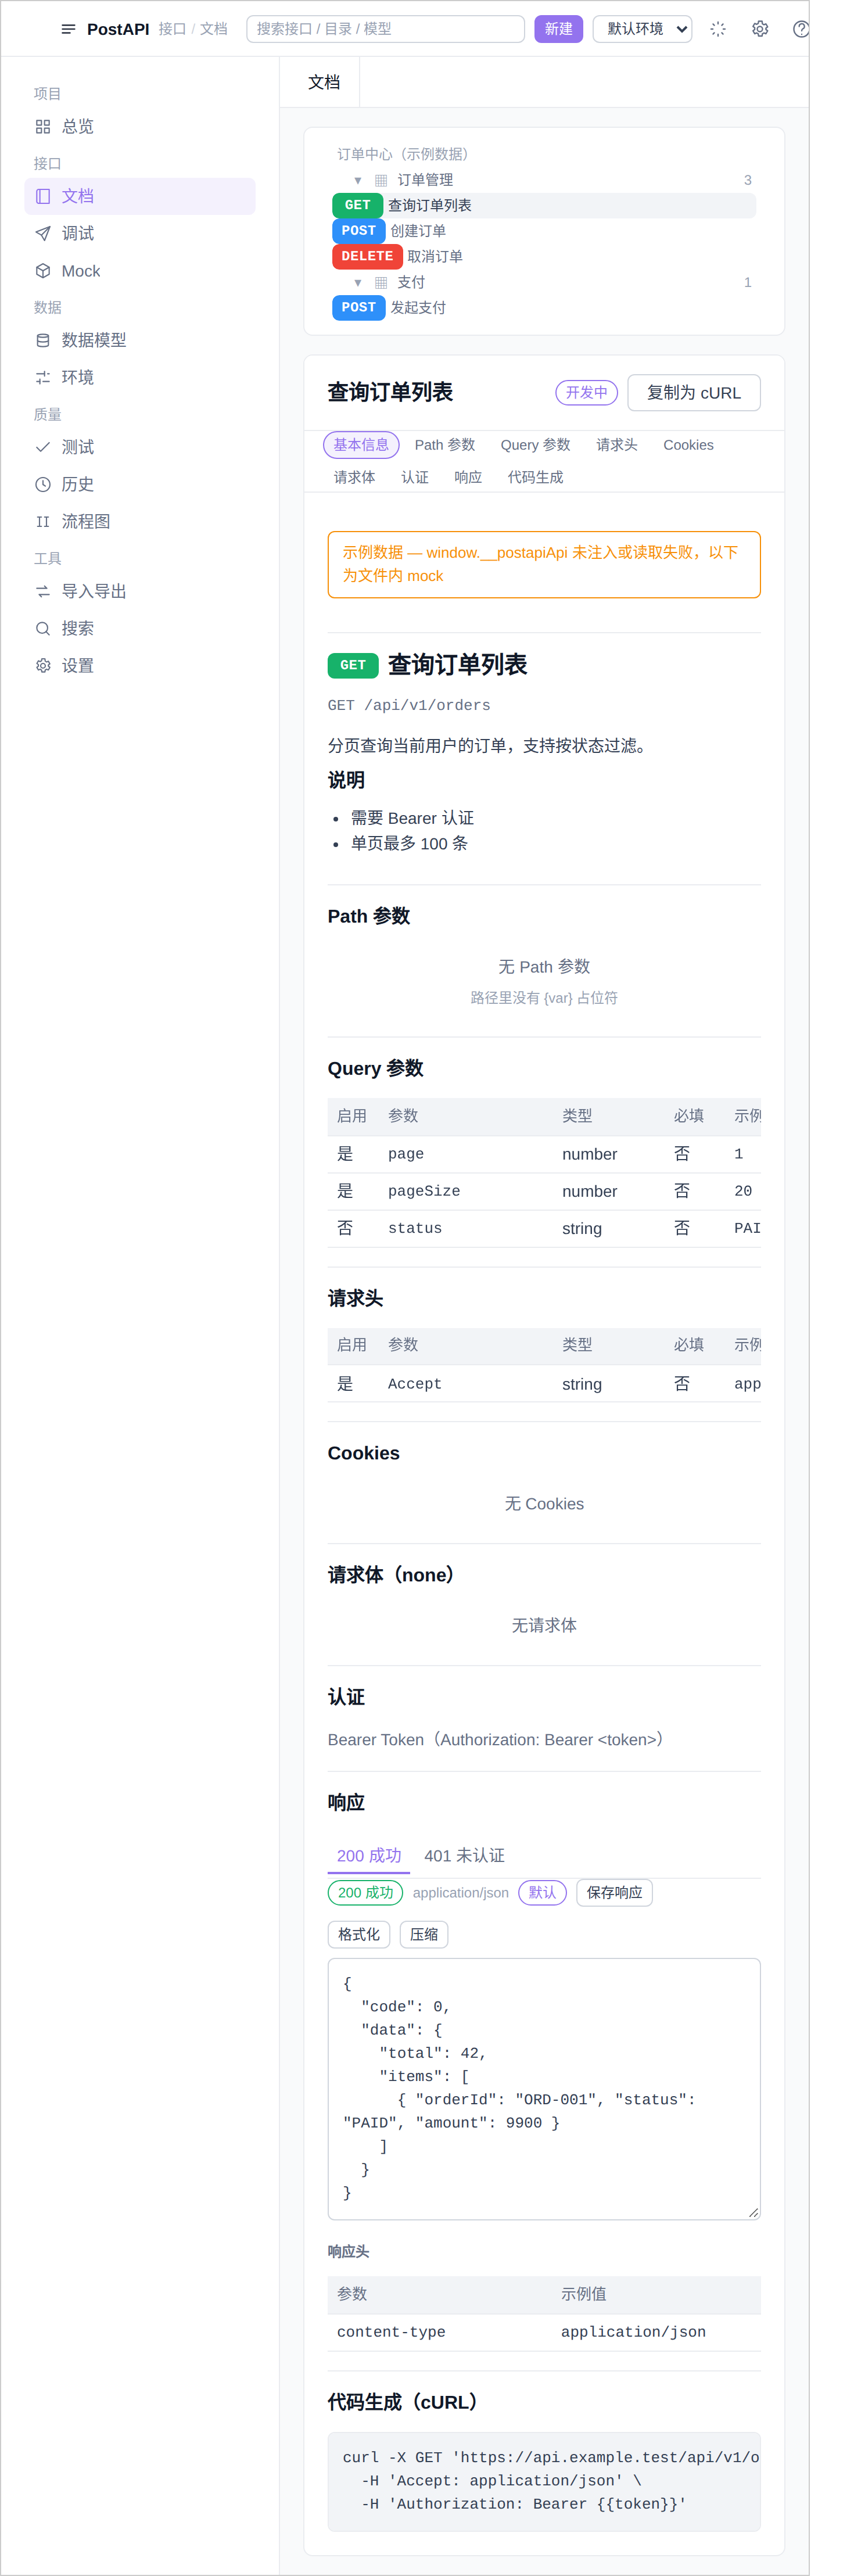 PostAPI 接口 / 文档 搜索接口 / 目录 / 模型 新建 默认环境
项目
总览
接口
文档
调试
Mock
数据
数据模型
环境
质量
测试
历史
流程图
工具
导入导出
搜索
设置
文档
订单中心（示例数据）
订单管理 3
GET 查询订单列表
POST 创建订单
DELETE 取消订单
支付 1
POST 发起支付
查询订单列表 开发中 复制为 cURL
基本信息 Path 参数 Query 参数 请求头 Cookies
请求体 认证 响应 代码生成
示例数据 — window.__postapiApi 未注入或读取失败，以下
为文件内 mock
GET 查询订单列表
GET /api/v1/orders
分页查询当前用户的订单，支持按状态过滤。
说明
• 需要 Bearer 认证
• 单页最多 100 条
Path 参数
无 Path 参数
路径里没有 {var} 占位符
Query 参数
启用 参数 类型 必填 示例
是 page number 否 1
是 pageSize number 否 20
否 status string 否 PAI
请求头
启用 参数 类型 必填 示例
是 Accept string 否 app
Cookies
无 Cookies
请求体（none）
无请求体
认证
Bearer Token（Authorization: Bearer <token>）
响应
200 成功 401 未认证
200 成功 application/json 默认 保存响应
格式化 压缩
{
  "code": 0,
  "data": {
    "total": 42,
    "items": [
      { "orderId": "ORD-001", "status":
"PAID", "amount": 9900 }
    ]
  }
}
响应头
参数 示例值
content-type application/json
代码生成（cURL）
curl -X GET 'https://api.example.test/api/v1/o
  -H 'Accept: application/json' \
  -H 'Authorization: Bearer {{token}}'